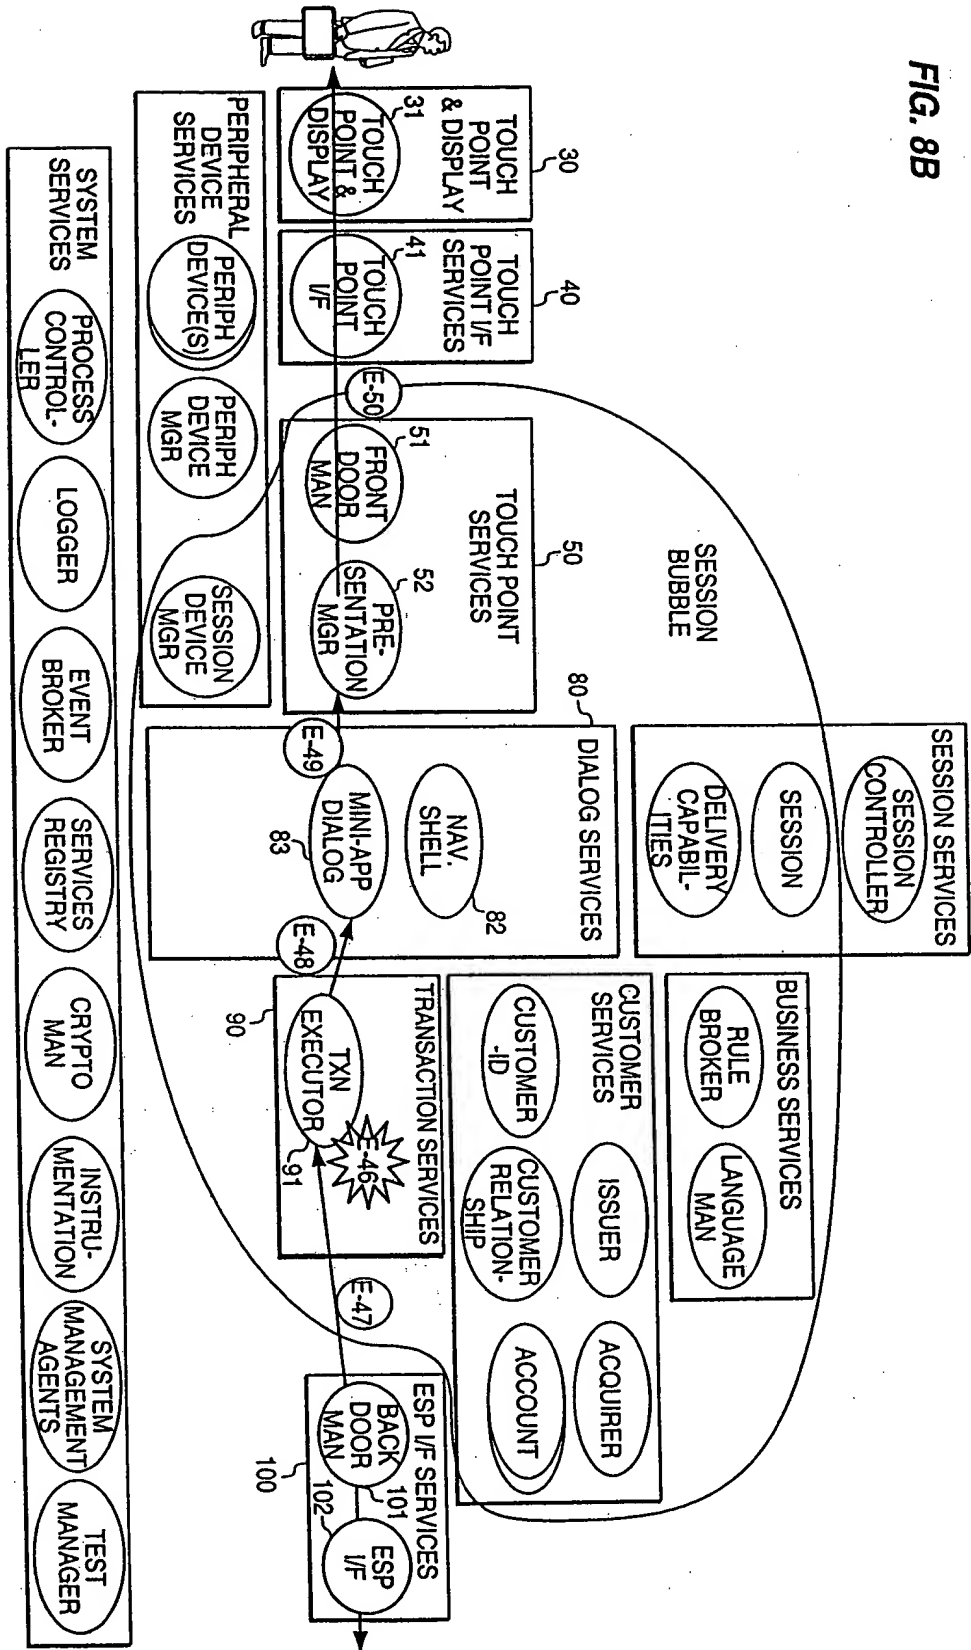 FIG. 8B
TOUCH
POINT
& DISPLAY
30
31
TOUCH
POINT &
DISPLAY
TOUCH
POINT I/F
SERVICES
40
41
TOUCH
POINT
I/F
E-50
TOUCH POINT
SERVICES
50
51
FRONT
DOOR
MAN
52
PRE-
SENTATION
MGR
SESSION
BUBBLE
SESSION SERVICES
SESSION
CONTROLLER
SESSION
DELIVERY
CAPABIL-
ITIES
80
DIALOG SERVICES
NAV.
SHELL
82
MINI-APP
DIALOG
83
E-49
E-48
BUSINESS SERVICES
RULE
BROKER
LANGUAGE
MAN
CUSTOMER
SERVICES
ISSUER
ACQUIRER
CUSTOMER
-ID
CUSTOMER
RELATION-
SHIP
ACCOUNT
TRANSACTION SERVICES
E-46
TXN
EXECUTOR
91
90
E-47
ESP I/F SERVICES
BACK
DOOR
MAN
101
ESP
I/F
102
100
PERIPHERAL
DEVICE
SERVICES
PERIPH
DEVICE(S)
PERIPH
DEVICE
MGR
SESSION
DEVICE
MGR
SYSTEM
SERVICES
PROCESS
CONTROL-
LER
LOGGER
EVENT
BROKER
SERVICES
REGISTRY
CRYPTO
MAN
INSTRU-
MENTATION
SYSTEM
MANAGEMENT
AGENTS
TEST
MANAGER